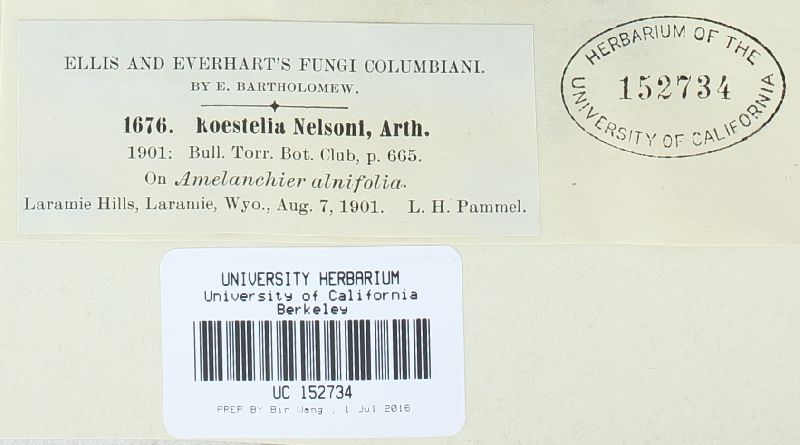 ELLIS AND EVERHART'S FUNGI COLUMBIANI.
BY E. BARTHOLOMEW.
1676. koestelia Nelsoni, Arth.
1901: Bull. Torr. Bot. Club, p. 665.
On Amelanchier alnifolia.
Laramie Hills, Laramie, Wyo., Aug. 7, 1901. L. H. Pammel.
HERBARIUM OF THE
152734
UNIVERSITY OF CALIFORNIA
UNIVERSITY HERBARIUM
University of California
Berkeley
UC 152734
PREP BY Bir Wang , 1 Jul 2016